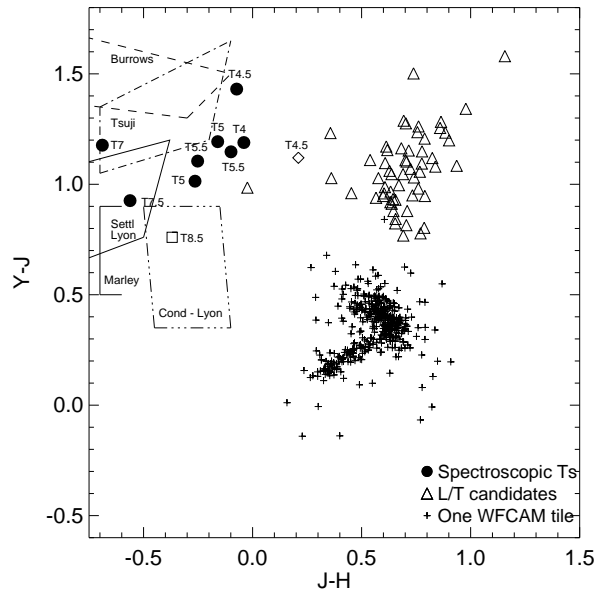 Burrows
T4.5
Tsuji
T5
T4
T7
T5.5
T5.5
T4.5
T5
T7.5
Settl
Lyon
T8.5
Marley
Cond - Lyon
Spectroscopic Ts
L/T candidates
One WFCAM tile
1.5
1.0
0.5
0.0
-0.5
Y-J
-0.5
0.0
0.5
1.0
1.5
J-H